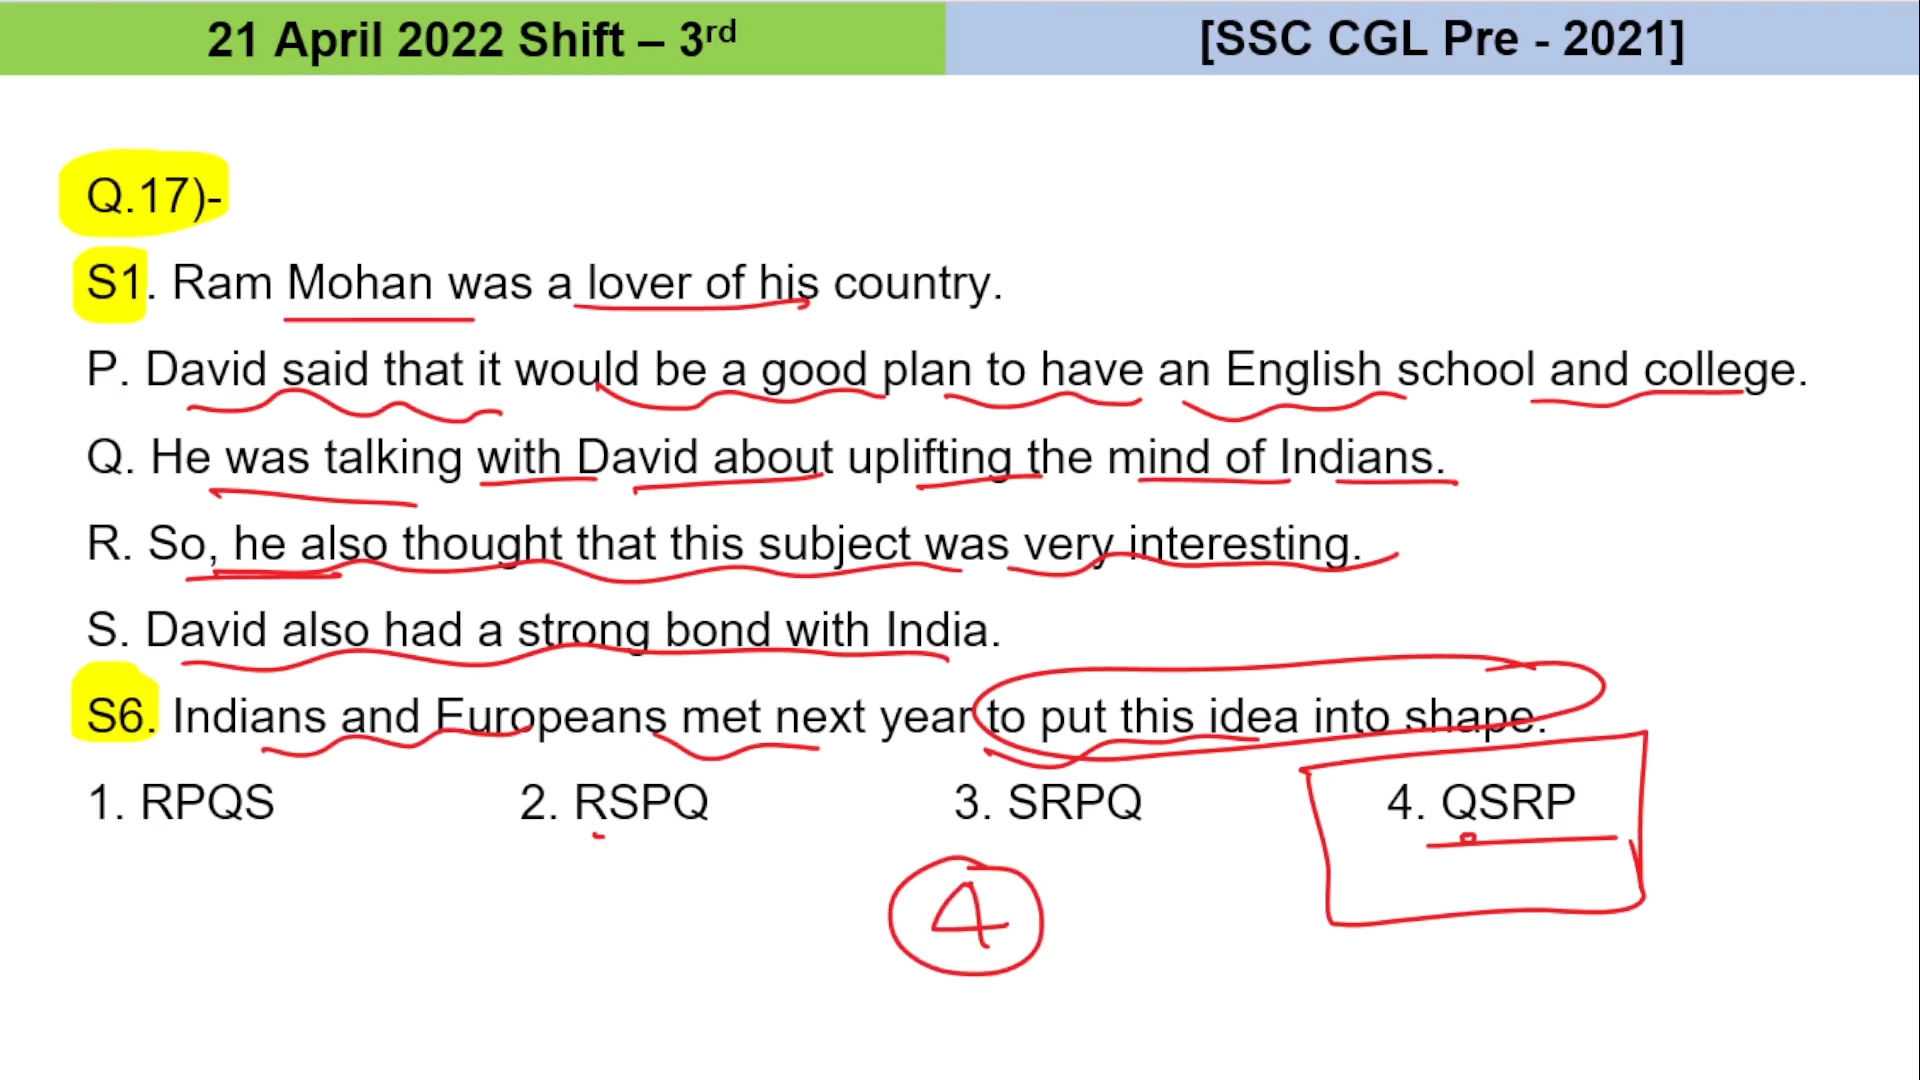 21 April 2022 Shift – 3rd [SSC CGL Pre - 2021]
Q.17)-
S1. Ram Mohan was a lover of his country.
P. David said that it would be a good plan to have an English school and college.
Q. He was talking with David about uplifting the mind of Indians.
R. So, he also thought that this subject was very interesting.
S. David also had a strong bond with India.
S6. Indians and Europeans met next year to put this idea into shape.
1. RPQS 2. RSPQ 3. SRPQ 4. QSRP
4